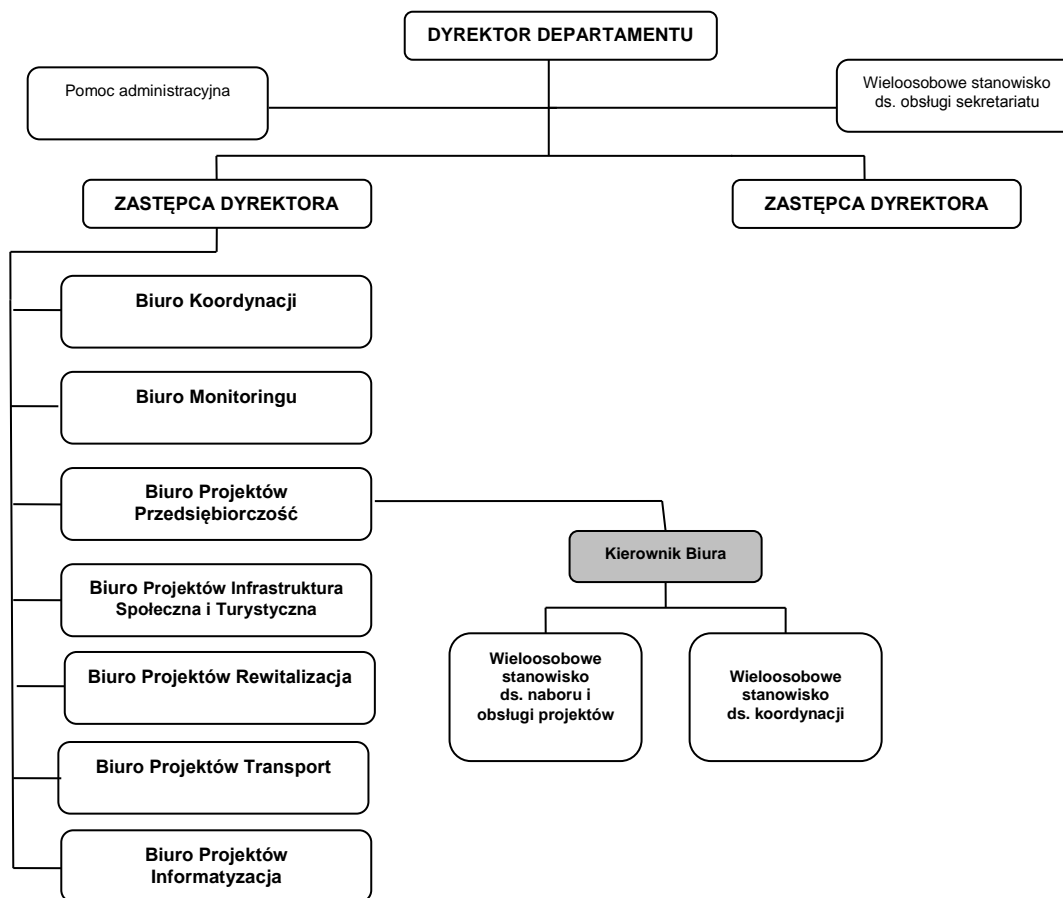 DYREKTOR DEPARTAMENTU
Pomoc administracyjna
Wieloosobowe stanowisko
ds. obsługi sekretariatu
ZASTĘPCA DYREKTORA
ZASTĘPCA DYREKTORA
Biuro Koordynacji
Biuro Monitoringu
Biuro Projektów
Przedsiębiorczość
Kierownik Biura
Biuro Projektów Infrastruktura
Społeczna i Turystyczna
Wieloosobowe
stanowisko
ds. naboru i
obsługi projektów
Wieloosobowe
stanowisko
ds. koordynacji
Biuro Projektów Rewitalizacja
Biuro Projektów Transport
Biuro Projektów
Informatyzacja